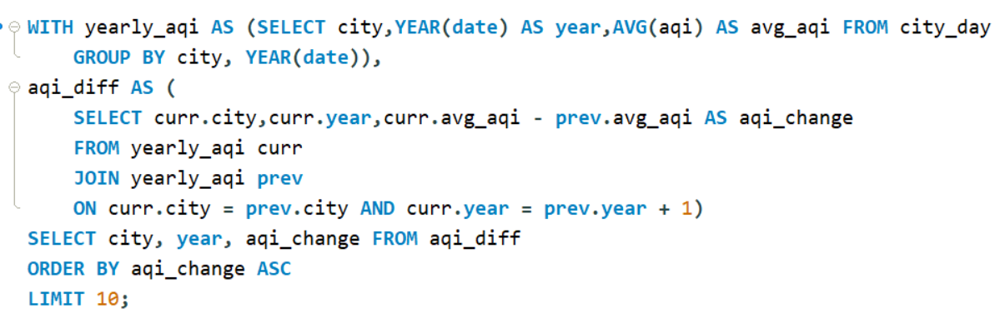 WITH yearly_aqi AS (SELECT city,YEAR(date) AS year,AVG(aqi) AS avg_aqi FROM city_day
GROUP BY city, YEAR(date)),
aqi_diff AS (
SELECT curr.city,curr.year,curr.avg_aqi - prev.avg_aqi AS aqi_change
FROM yearly_aqi curr
JOIN yearly_aqi prev
ON curr.city = prev.city AND curr.year = prev.year + 1)
SELECT city, year, aqi_change FROM aqi_diff
ORDER BY aqi_change ASC
LIMIT 10;